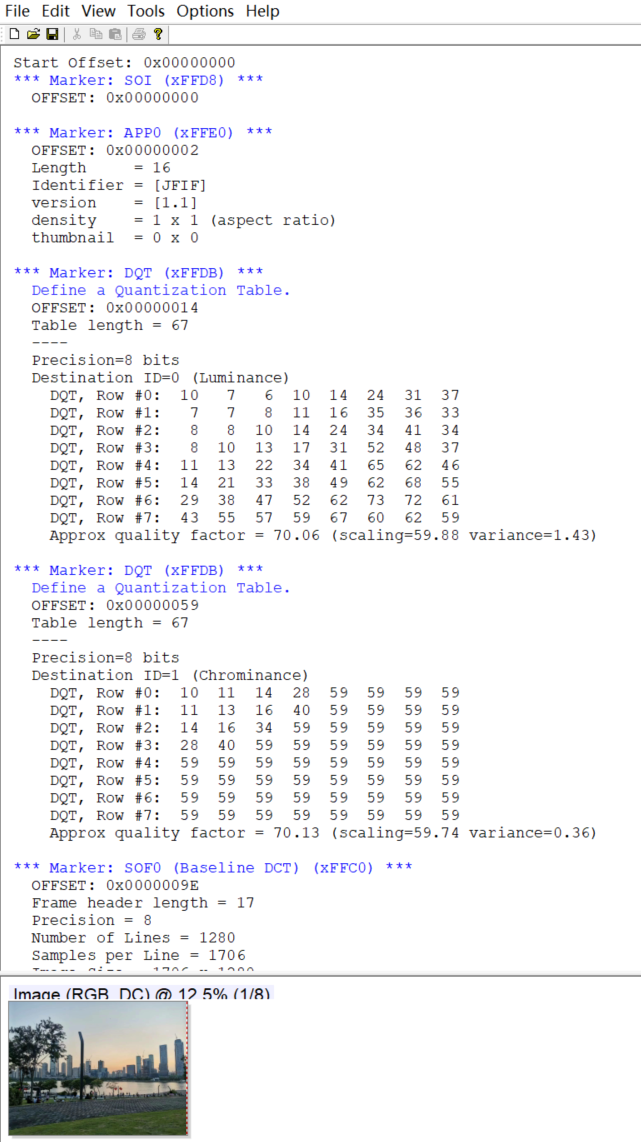 File Edit View Tools Options Help
Start Offset: 0x00000000
*** Marker: SOI (xFFD8) ***
OFFSET: 0x00000000
*** Marker: APP0 (xFFE0) ***
OFFSET: 0x00000002
Length = 16
Identifier = [JFIF]
version = [1.1]
density = 1 x 1 (aspect ratio)
thumbnail = 0 x 0
*** Marker: DQT (xFFDB) ***
Define a Quantization Table.
OFFSET: 0x00000014
Table length = 67
----
Precision=8 bits
Destination ID=0 (Luminance)
DQT, Row #0: 10 7 6 10 14 24 31 37
DQT, Row #1: 7 7 8 11 16 35 36 33
DQT, Row #2: 8 8 10 14 24 34 41 34
DQT, Row #3: 8 10 13 17 31 52 48 37
DQT, Row #4: 11 13 22 34 41 65 62 46
DQT, Row #5: 14 21 33 38 49 62 68 55
DQT, Row #6: 29 38 47 52 62 73 72 61
DQT, Row #7: 43 55 57 59 67 60 62 59
Approx quality factor = 70.06 (scaling=59.88 variance=1.43)
*** Marker: DQT (xFFDB) ***
Define a Quantization Table.
OFFSET: 0x00000059
Table length = 67
----
Precision=8 bits
Destination ID=1 (Chrominance)
DQT, Row #0: 10 11 14 28 59 59 59 59
DQT, Row #1: 11 13 16 40 59 59 59 59
DQT, Row #2: 14 16 34 59 59 59 59 59
DQT, Row #3: 28 40 59 59 59 59 59 59
DQT, Row #4: 59 59 59 59 59 59 59 59
DQT, Row #5: 59 59 59 59 59 59 59 59
DQT, Row #6: 59 59 59 59 59 59 59 59
DQT, Row #7: 59 59 59 59 59 59 59 59
Approx quality factor = 70.13 (scaling=59.74 variance=0.36)
*** Marker: SOF0 (Baseline DCT) (xFFC0) ***
OFFSET: 0x0000009E
Frame header length = 17
Precision = 8
Number of Lines = 1280
Samples per Line = 1706
Image Size = 1706 x 1280
Image (RGB, DC) @ 12.5% (1/8)